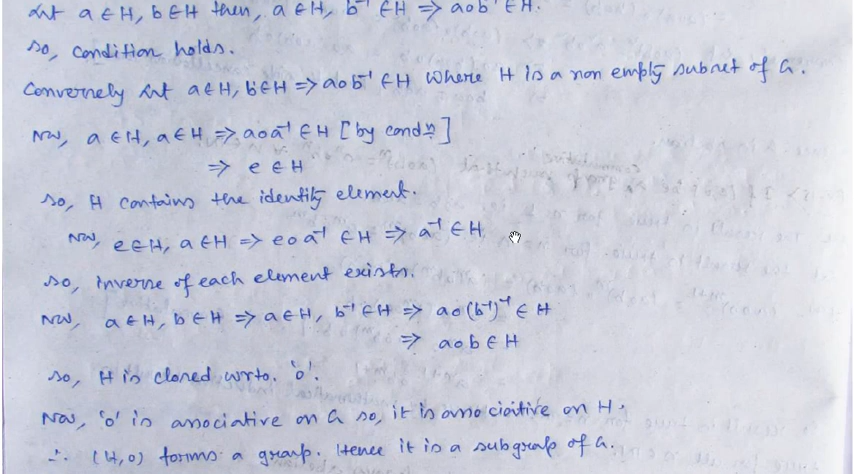 Let a ∈ H, b ∈ H then, a ∈ H, b⁻¹ ∈ H ⇒ aob⁻¹ ∈ H.
So, condition holds.
Conversely let a∈H, b∈H ⇒ aob⁻¹ ∈ H where H is a non empty subset of G.
Now, a ∈ H, a ∈ H ⇒ aoa⁻¹ ∈ H [by condⁿ]
⇒ e ∈ H
So, H contains the identity element.
Now, e∈H, a∈H ⇒ eoa⁻¹ ∈ H ⇒ a⁻¹ ∈ H.
So, inverse of each element exists.
Now, a∈H, b∈H ⇒ a∈H, b⁻¹ ∈ H ⇒ ao(b⁻¹)⁻¹ ∈ H
⇒ aob ∈ H
So, H is closed w.r.to. 'o'.
Now, 'o' is associative on G so, it is associative on H.
∴ (H,o) forms a group. Hence it is a subgroup of G.